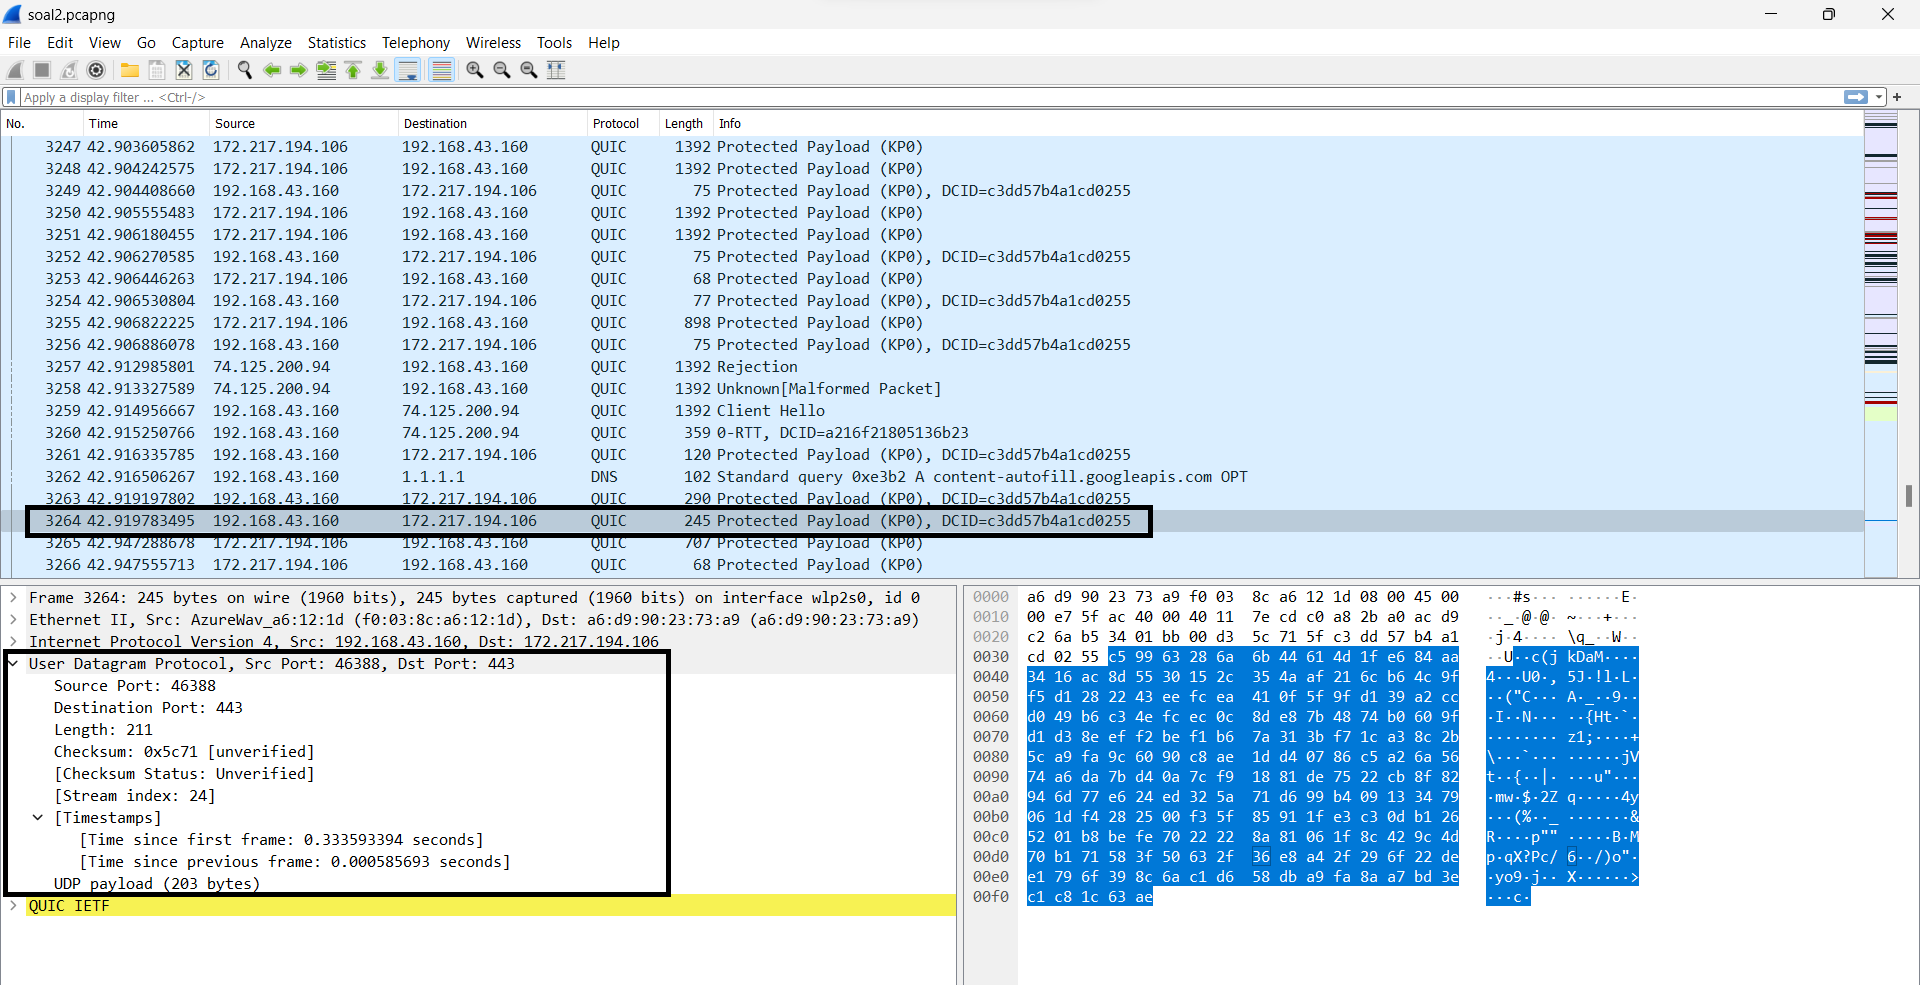 soal2.pcapng
File Edit View Go Capture Analyze Statistics Telephony Wireless Tools Help
Apply a display filter ... <Ctrl-/>
No. Time Source Destination Protocol Length Info
3247 42.903605862 172.217.194.106 192.168.43.160 QUIC 1392 Protected Payload (KP0)
3248 42.904242575 172.217.194.106 192.168.43.160 QUIC 1392 Protected Payload (KP0)
3249 42.904408660 192.168.43.160 172.217.194.106 QUIC 75 Protected Payload (KP0), DCID=c3dd57b4a1cd0255
3250 42.905555483 172.217.194.106 192.168.43.160 QUIC 1392 Protected Payload (KP0)
3251 42.906180455 172.217.194.106 192.168.43.160 QUIC 1392 Protected Payload (KP0)
3252 42.906270585 192.168.43.160 172.217.194.106 QUIC 75 Protected Payload (KP0), DCID=c3dd57b4a1cd0255
3253 42.906446263 172.217.194.106 192.168.43.160 QUIC 68 Protected Payload (KP0)
3254 42.906530804 192.168.43.160 172.217.194.106 QUIC 77 Protected Payload (KP0), DCID=c3dd57b4a1cd0255
3255 42.906822225 172.217.194.106 192.168.43.160 QUIC 898 Protected Payload (KP0)
3256 42.906886078 192.168.43.160 172.217.194.106 QUIC 75 Protected Payload (KP0), DCID=c3dd57b4a1cd0255
3257 42.912985801 74.125.200.94 192.168.43.160 QUIC 1392 Rejection
3258 42.913327589 74.125.200.94 192.168.43.160 QUIC 1392 Unknown[Malformed Packet]
3259 42.914956667 192.168.43.160 74.125.200.94 QUIC 1392 Client Hello
3260 42.915250766 192.168.43.160 74.125.200.94 QUIC 359 0-RTT, DCID=a216f21805136b23
3261 42.916335785 192.168.43.160 172.217.194.106 QUIC 120 Protected Payload (KP0), DCID=c3dd57b4a1cd0255
3262 42.916506267 192.168.43.160 1.1.1.1 DNS 102 Standard query 0xe3b2 A content-autofill.googleapis.com OPT
3263 42.919197802 192.168.43.160 172.217.194.106 QUIC 290 Protected Payload (KP0), DCID=c3dd57b4a1cd0255
3264 42.919783495 192.168.43.160 172.217.194.106 QUIC 245 Protected Payload (KP0), DCID=c3dd57b4a1cd0255
3265 42.947288678 172.217.194.106 192.168.43.160 QUIC 707 Protected Payload (KP0)
3266 42.947555713 172.217.194.106 192.168.43.160 QUIC 68 Protected Payload (KP0)
Frame 3264: 245 bytes on wire (1960 bits), 245 bytes captured (1960 bits) on interface wlp2s0, id 0
Ethernet II, Src: AzureWav_a6:12:1d (f0:03:8c:a6:12:1d), Dst: a6:d9:90:23:73:a9 (a6:d9:90:23:73:a9)
Internet Protocol Version 4, Src: 192.168.43.160, Dst: 172.217.194.106
User Datagram Protocol, Src Port: 46388, Dst Port: 443
Source Port: 46388
Destination Port: 443
Length: 211
Checksum: 0x5c71 [unverified]
[Checksum Status: Unverified]
[Stream index: 24]
[Timestamps]
[Time since first frame: 0.333593394 seconds]
[Time since previous frame: 0.000585693 seconds]
UDP payload (203 bytes)
QUIC IETF
0000 a6 d9 90 23 73 a9 f0 03 8c a6 12 1d 08 00 45 00 ···#s··· ······E·
0010 00 e7 5f ac 40 00 40 11 7e cd c0 a8 2b a0 ac d9 ··_·@·@· ~···+···
0020 c2 6a b5 34 01 bb 00 d3 5c 71 5f c3 dd 57 b4 a1 ·j·4···· \q_··W··
0030 cd 02 55 c5 99 63 28 6a 6b 44 61 4d 1f e6 84 aa ··U··c(j kDaM····
0040 34 16 ac 8d 55 30 15 2c 35 4a af 21 6c b6 4c 9f 4···U0·, 5J·!l·L·
0050 f5 d1 28 22 43 ee fc ea 41 0f 5f 9f d1 39 a2 cc ··("C··· A·_··9··
0060 d0 49 b6 c3 4e fc ec 0c 8d e8 7b 48 74 b0 60 9f ·I··N··· ··{Ht·`·
0070 d1 d3 8e ef f2 be f1 b6 7a 31 3b f7 1c a3 8c 2b ········ z1;····+
0080 5c a9 fa 9c 60 90 c8 ae 1d d4 07 86 c5 a2 6a 56 \···`··· ······jV
0090 74 a6 da 7b d4 0a 7c f9 18 81 de 75 22 cb 8f 82 t··{··|· ···u"···
00a0 94 6d 77 e6 24 ed 32 5a 71 d6 99 b4 09 13 34 79 ·mw·$·2Z q·····4y
00b0 06 1d f4 28 25 00 f3 5f 85 91 1f e3 c3 0d b1 26 ···(%··_ ·······&
00c0 52 01 b8 be fe 70 22 22 8a 81 06 1f 8c 42 9c 4d R····p"" ·····B·M
00d0 70 b1 71 58 3f 50 63 2f 36 e8 a4 2f 29 6f 22 de p·qX?Pc/ 6··/)o"·
00e0 e1 79 6f 39 8c 6a c1 d6 58 db a9 fa 8a a7 bd 3e ·yo9·j·· X······>
00f0 c1 c8 1c 63 ae ···c·